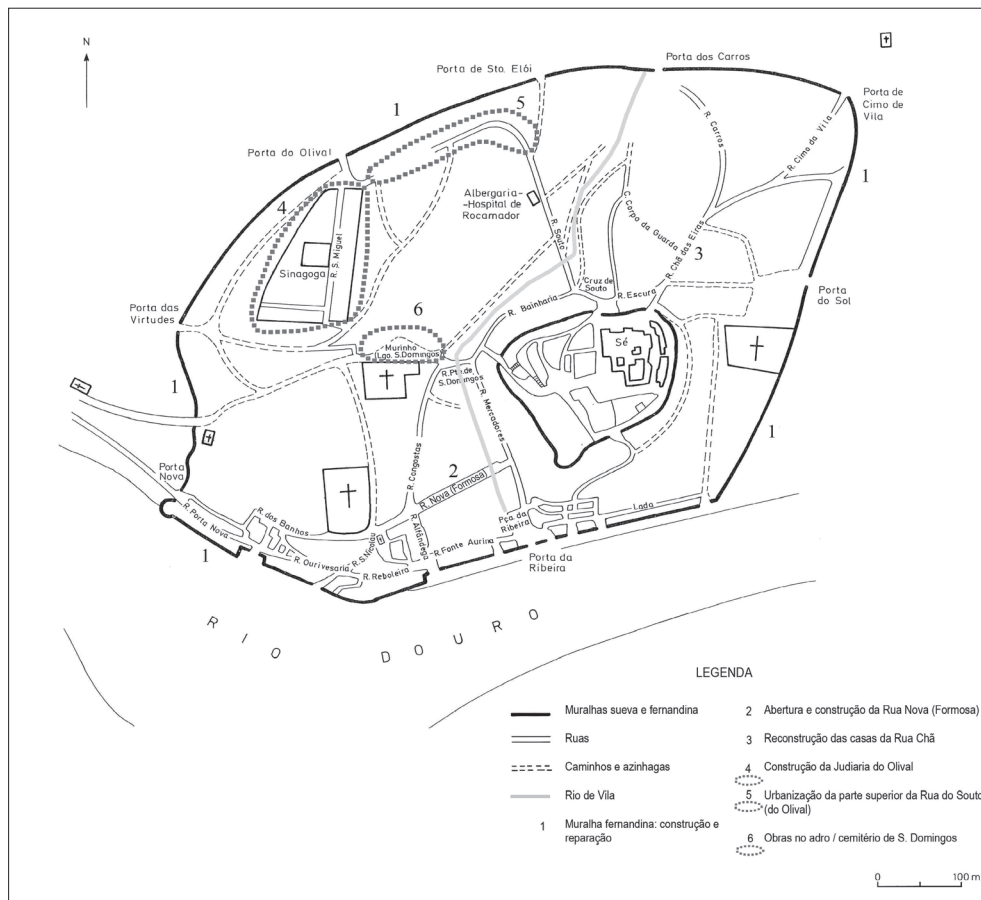 N
Porta de Sto. Elói
Porta dos Carros
Porta de
Cimo de
Vila
1
5
Porta do Olival
R. Carros
R. Cimo da Vila
1
4
Albergaria-
-Hospital de
Rocamador
C. Corpo da Guarda
R. Souto
R. S. Miguel
Sinagoga
R. Chã das Eiras
3
Cruz de
Souto
R. Escura
Porta
do Sol
Porta das
Virtudes
6
R. Bainharia
Murinho
(Lgo. S. Domingos)
Sé
R. Pte. de
S. Domingos
1
R. Mercadores
1
Porta
Nova
R. Congostas
2
R. Nova (Formosa)
R. Porta Nova
R. dos Banhos
R. S. Nicolau
R. Alfândega
Pça. da
Ribeira
Lada
1
R. Ourivesaria
R. Fonte Aurina
R. Reboleira
Porta da
Ribeira
RIO DOURO
LEGENDA
Muralhas sueva e fernandina
Ruas
Caminhos e azinhagas
Rio de Vila
1 Muralha fernandina: construção e
reparação
2 Abertura e construção da Rua Nova (Formosa)
3 Reconstrução das casas da Rua Chã
4 Construção da Judiaria do Olival
5 Urbanização da parte superior da Rua do Souto
(do Olival)
6 Obras no adro / cemitério de S. Domingos
0 100 m